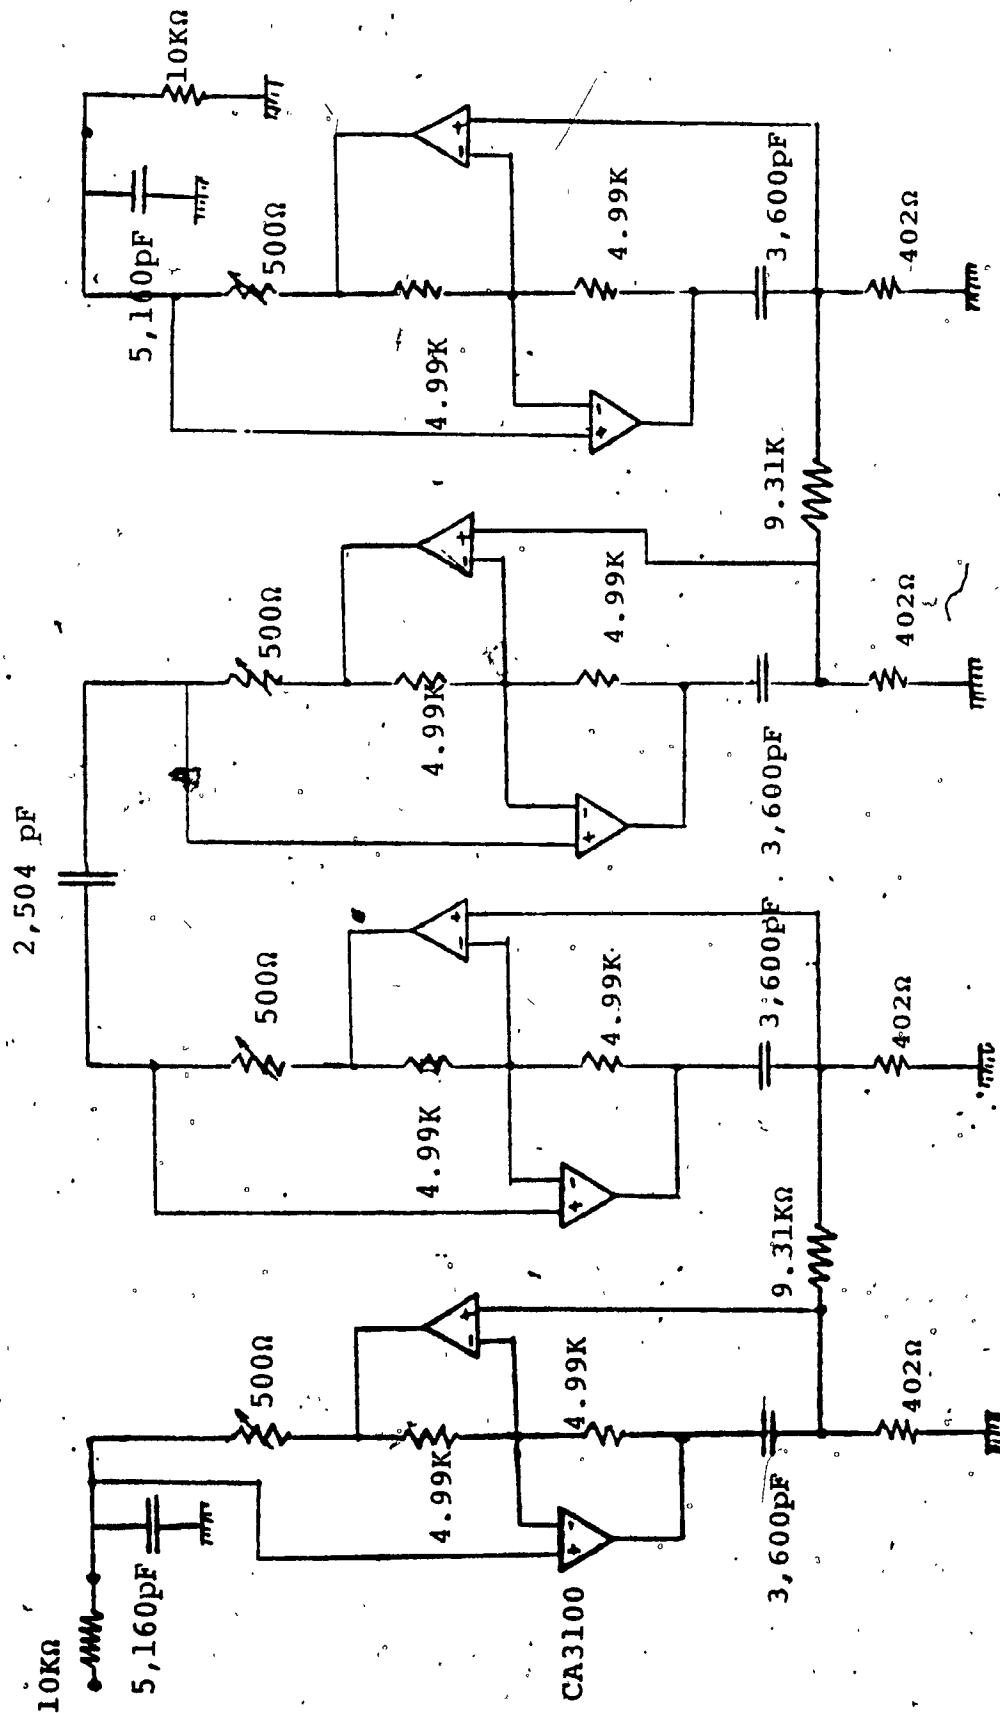 10KΩ
5,160pF
500Ω
4.99K
4.99K
CA3100
3,600pF
402Ω
9.31KΩ
500Ω
4.99K
4.99K
3,600pF
402Ω
2,504 pF
500Ω
4.99K
4.99K
3,600pF
402Ω
9.31K
5,160pF
10KΩ
500Ω
4.99K
4.99K
3,600pF
402Ω
+
-
+
-
+
-
+
-
+
-
+
-
+
-
+
-